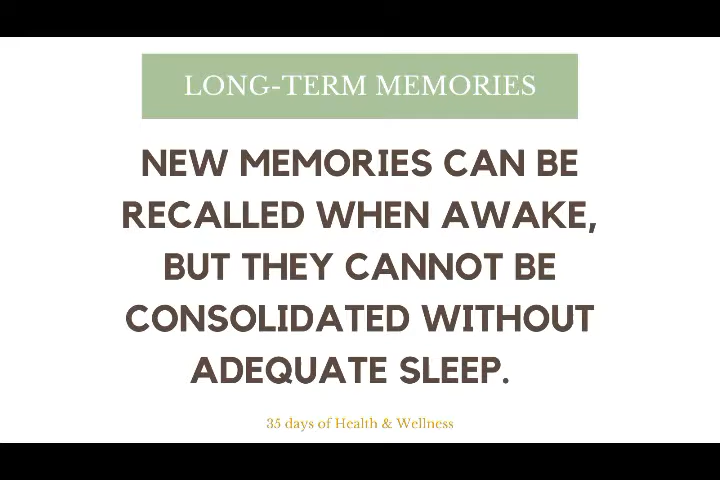 LONG-TERM MEMORIES
NEW MEMORIES CAN BE
RECALLED WHEN AWAKE,
BUT THEY CANNOT BE
CONSOLIDATED WITHOUT
ADEQUATE SLEEP.
35 days of Health & Wellness